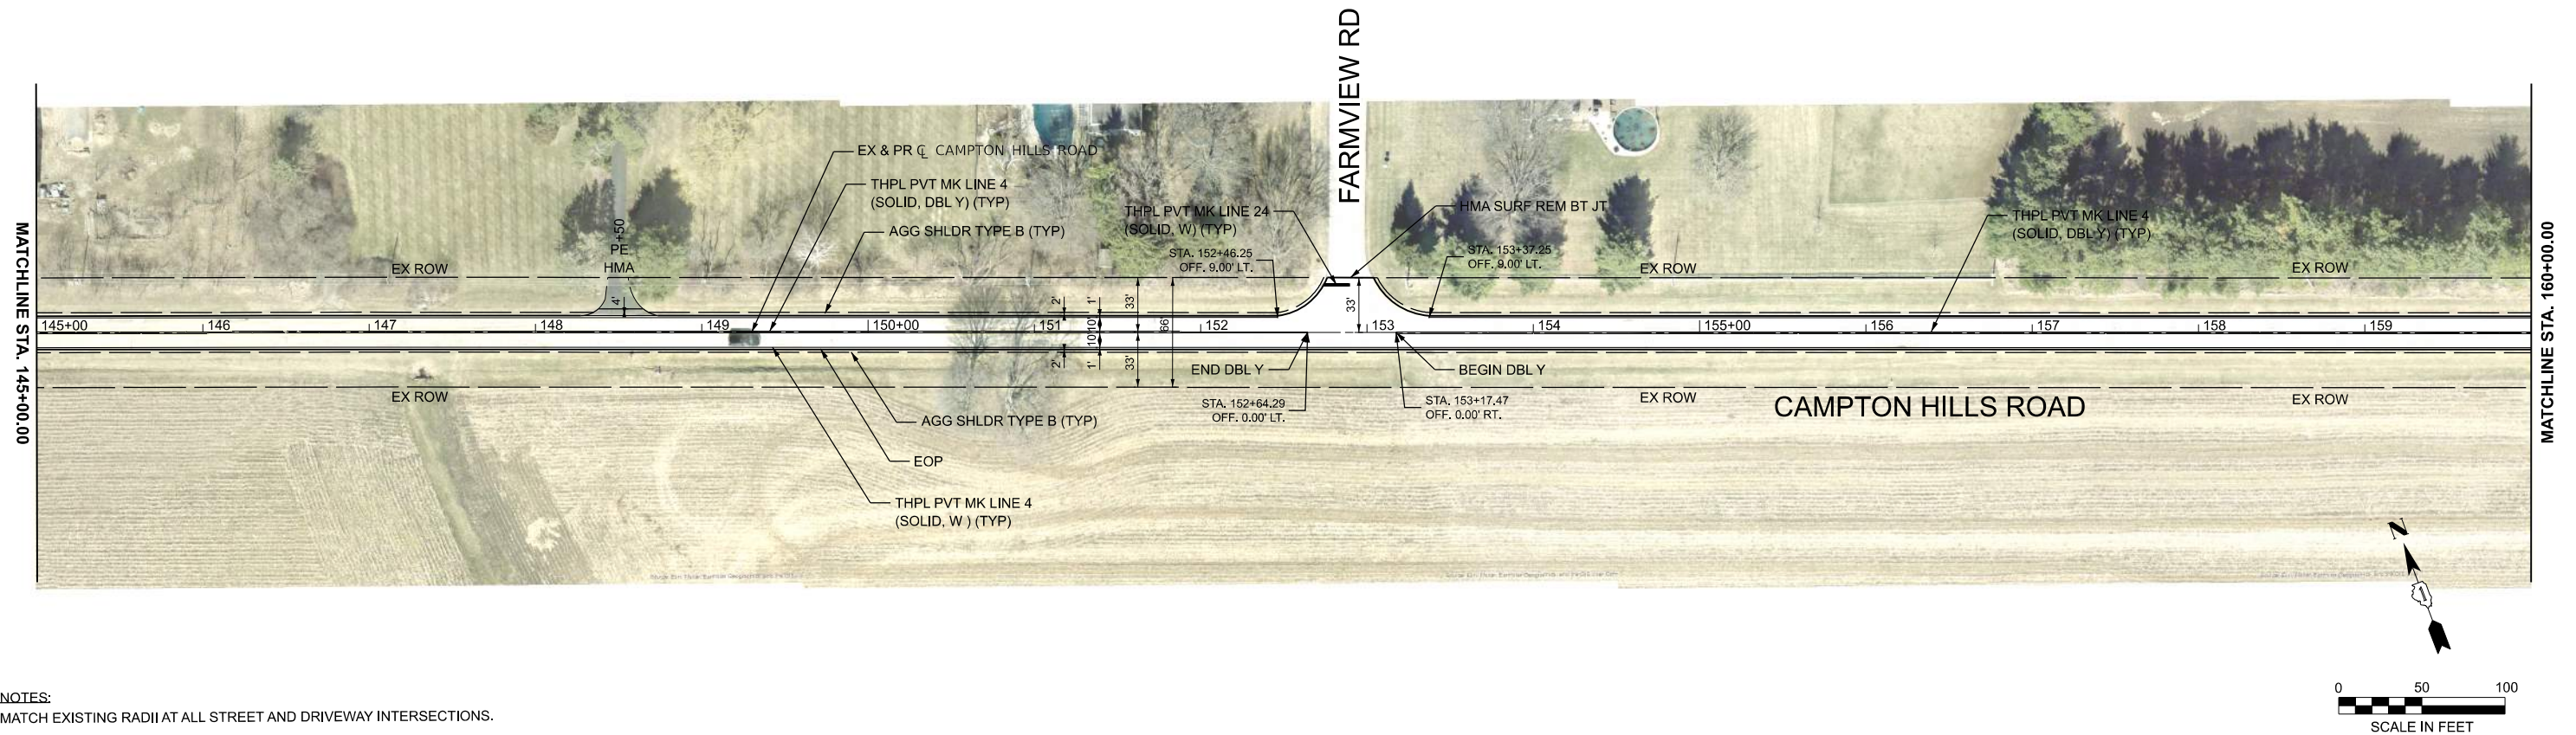 FARMVIEW RD
EX & PR ℄ CAMPTON HILLS ROAD
THPL PVT MK LINE 4
(SOLID, DBL Y) (TYP)
AGG SHLDR TYPE B (TYP)
THPL PVT MK LINE 24
(SOLID, W) (TYP)
HMA SURF REM BT JT
THPL PVT MK LINE 4
(SOLID, DBL Y) (TYP)
STA. 152+46.25
OFF. 9.00' LT.
STA. 153+37.25
OFF. 9.00' LT.
+50
PE
HMA
EX ROW
EX ROW
EX ROW
MATCHLINE STA. 145+00.00
MATCHLINE STA. 160+00.00
4'
2'
1'
33'
33'
145+00
146
147
148
149
150+00
151
152
153
154
155+00
156
157
158
159
10'
66'
10'
2'
1'
33'
END DBL Y
BEGIN DBL Y
EX ROW
EX ROW
EX ROW
STA. 152+64.29
OFF. 0.00' LT.
STA. 153+17.47
OFF. 0.00' RT.
CAMPTON HILLS ROAD
AGG SHLDR TYPE B (TYP)
EOP
THPL PVT MK LINE 4
(SOLID, W ) (TYP)
N
NOTES:
MATCH EXISTING RADII AT ALL STREET AND DRIVEWAY INTERSECTIONS.
0 50 100
SCALE IN FEET